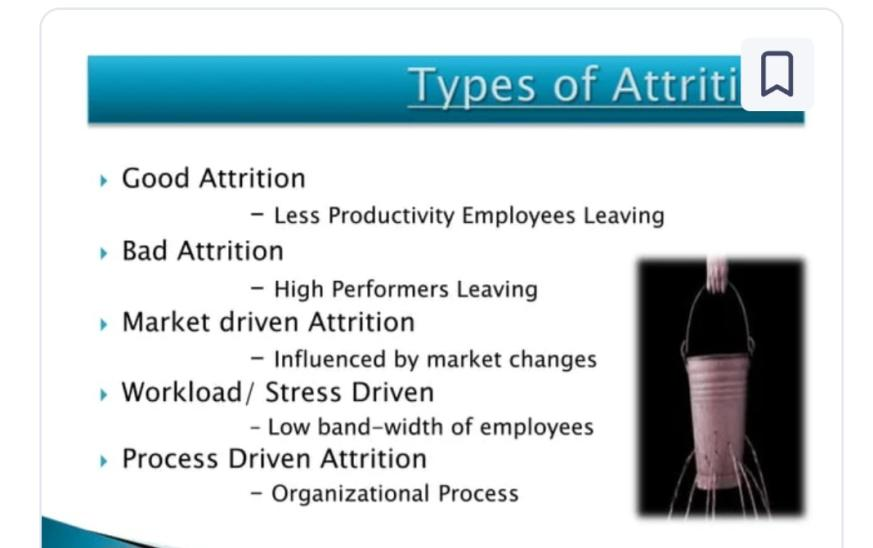 Types of Attriti
Good Attrition
– Less Productivity Employees Leaving
Bad Attrition
– High Performers Leaving
Market driven Attrition
– Influenced by market changes
Workload/ Stress Driven
– Low band–width of employees
Process Driven Attrition
– Organizational Process